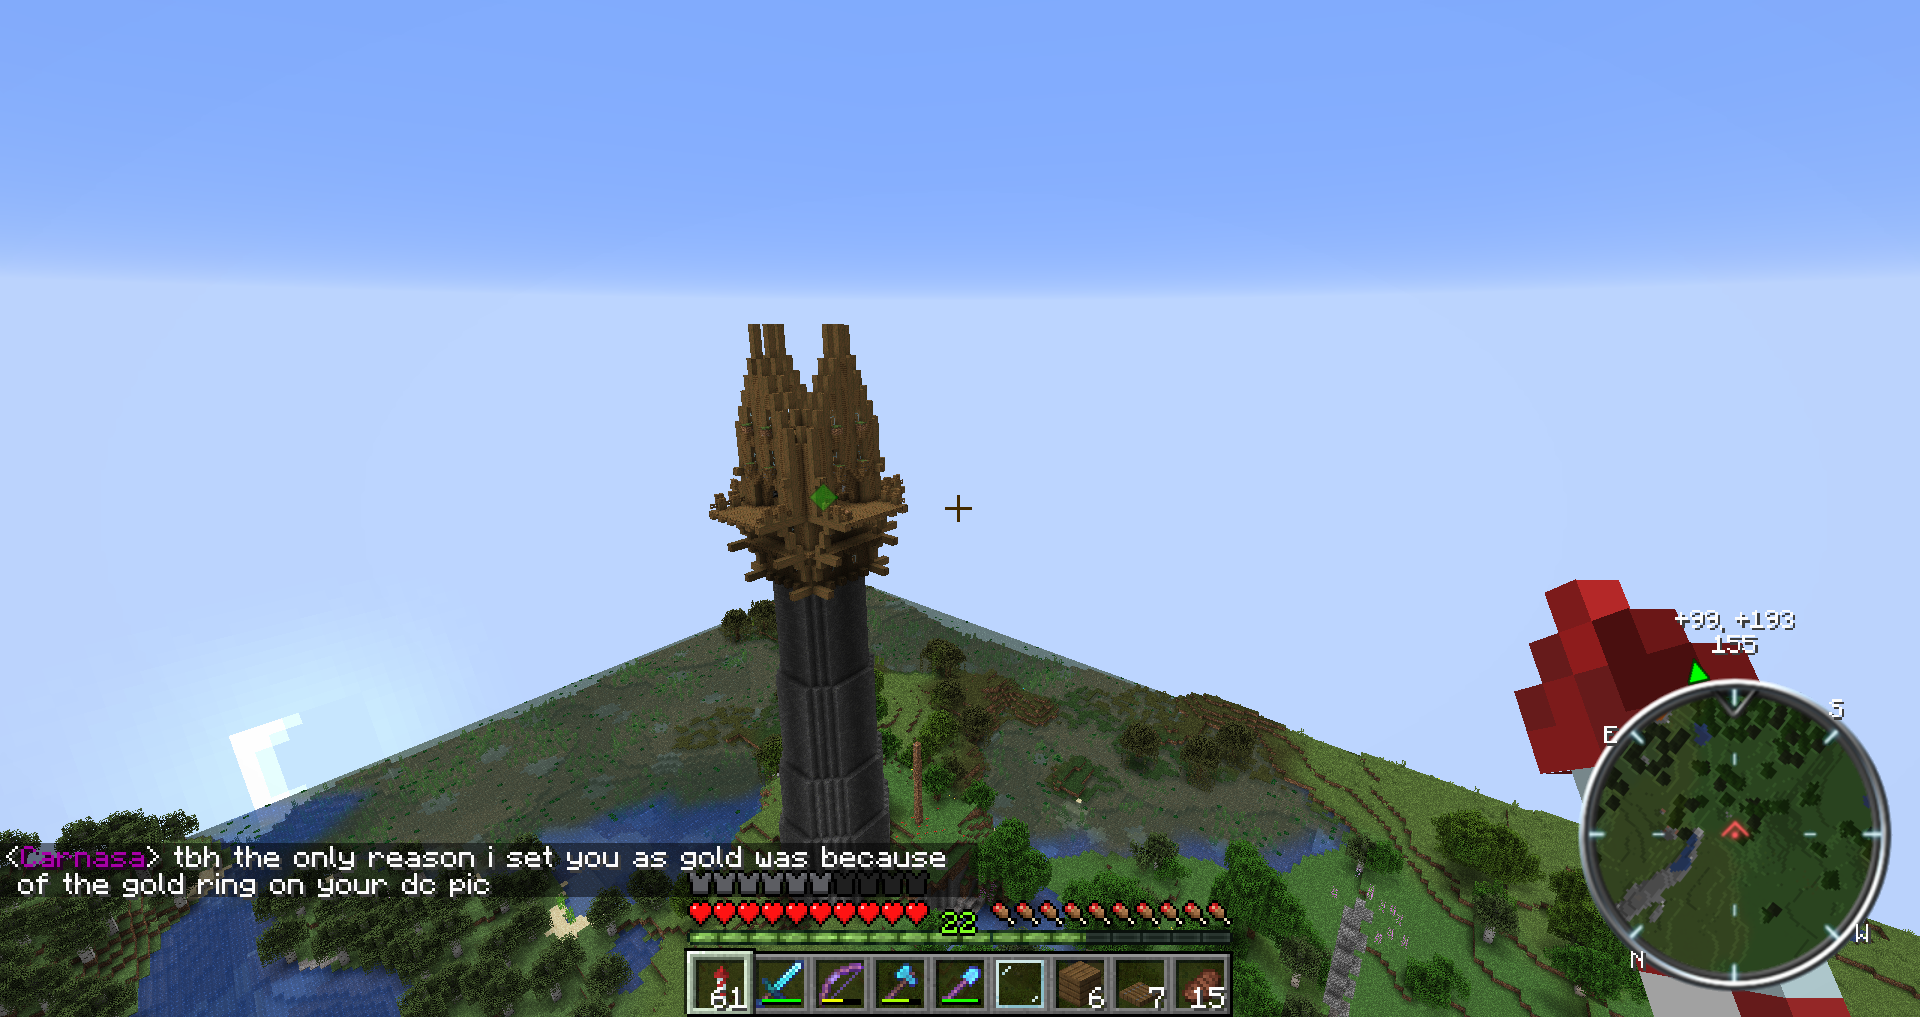 +99, +193
155
S
E
<Carnasa> tbh the only reason i set you as gold was because
of the gold ring on your dc pic
22
W
N
61
6
7
15